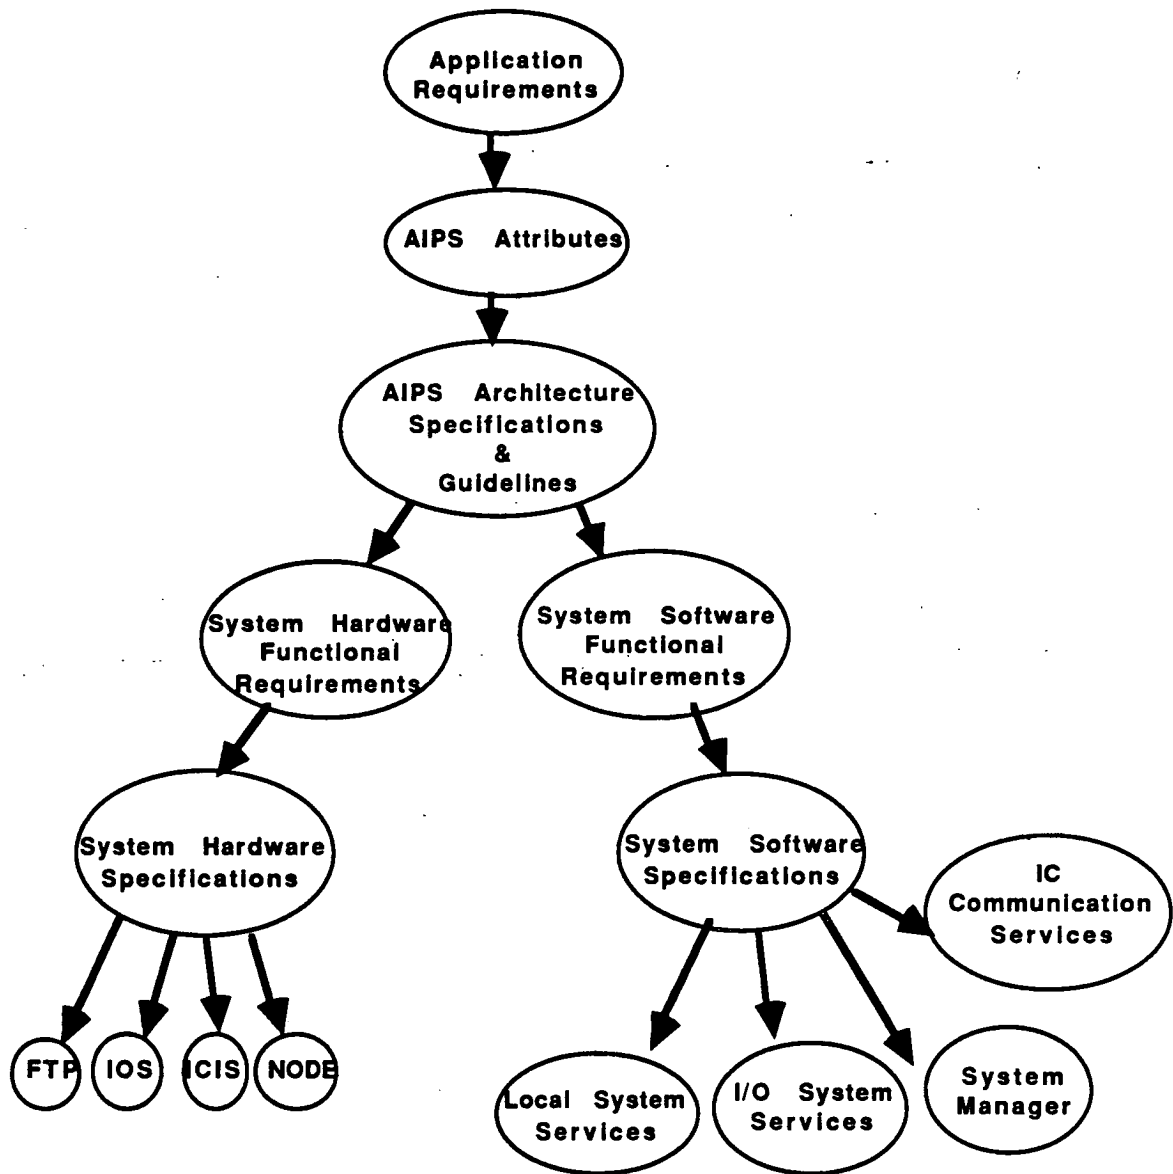 Application
Requirements
AIPS Attributes
AIPS Architecture
Specifications
&
Guidelines
System Hardware
Functional
Requirements
System Software
Functional
Requirements
System Hardware
Specifications
System Software
Specifications
IC
Communication
Services
FTP
IOS
ICIS
NODE
Local System
Services
I/O System
Services
System
Manager